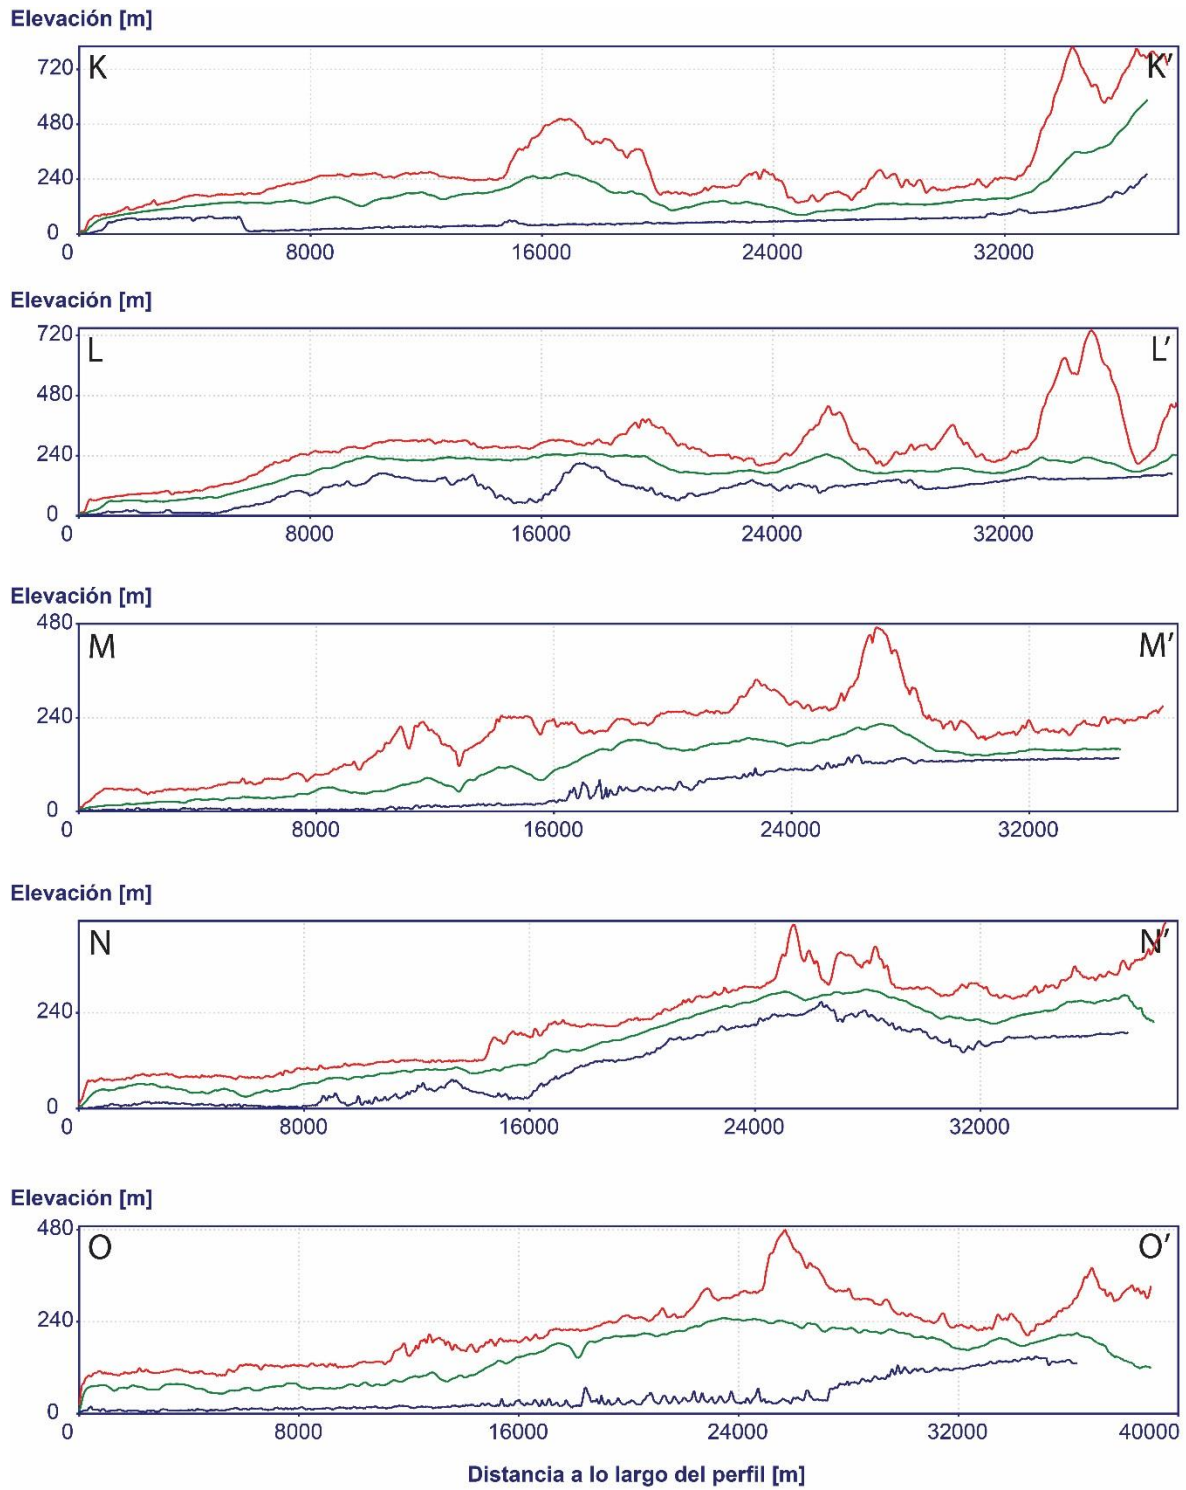 Elevación [m]
K K'
720
480
240
0
0 8000 16000 24000 32000
Elevación [m]
L L'
720
480
240
0
0 8000 16000 24000 32000
Elevación [m]
480
M M'
240
0
0 8000 16000 24000 32000
Elevación [m]
N N'
240
0
0 8000 16000 24000 32000
Elevación [m]
480
O O'
240
0
0 8000 16000 24000 32000 40000
Distancia a lo largo del perfil [m]